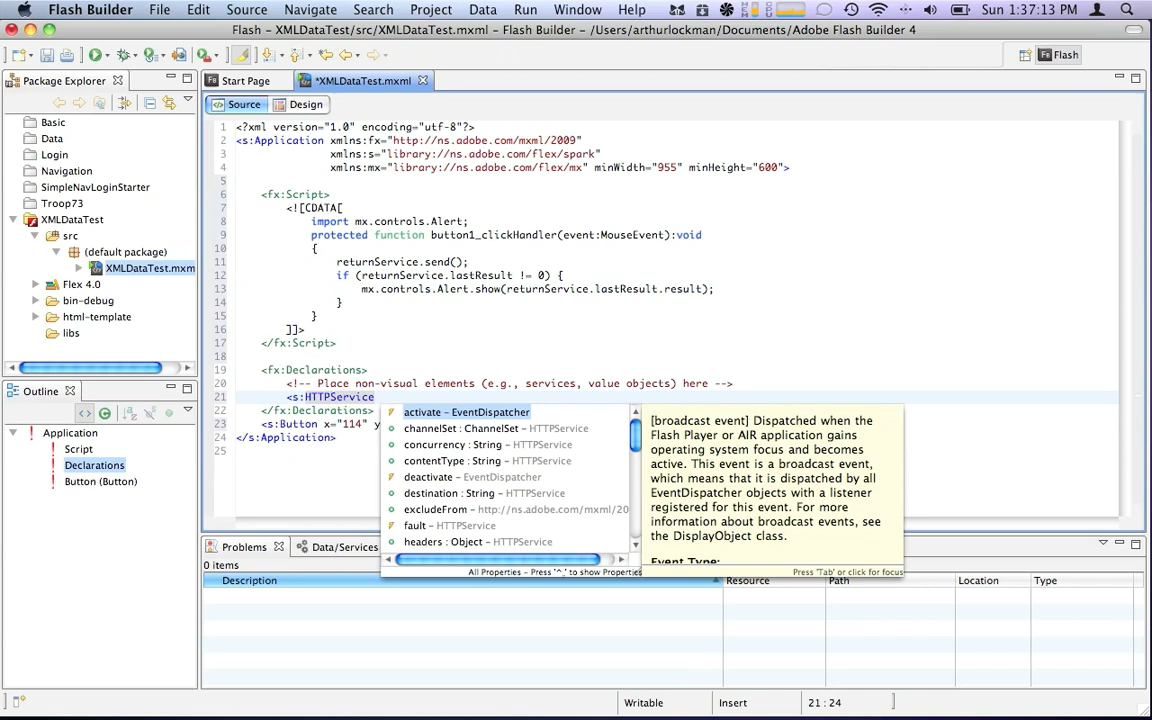 Flash Builder File Edit Source Navigate Search Project Data Run Window Help Sun 1:37:13 PM arthurlockman
Flash – XMLDataTest/src/XMLDataTest.mxml – Flash Builder – /Users/arthurlockman/Documents/Adobe Flash Builder 4
Flash
Package Explorer
Start Page
*XMLDataTest.mxml
Source
Design
Basic
Data
Login
Navigation
SimpleNavLoginStarter
Troop73
XMLDataTest
src
(default package)
XMLDataTest.mxm
Flex 4.0
bin-debug
html-template
libs
1 <?xml version="1.0" encoding="utf-8"?>
2 <s:Application xmlns:fx="http://ns.adobe.com/mxml/2009"
3 xmlns:s="library://ns.adobe.com/flex/spark"
4 xmlns:mx="library://ns.adobe.com/flex/mx" minWidth="955" minHeight="600">
5
6 <fx:Script>
7 <![CDATA[
8 import mx.controls.Alert;
9 protected function button1_clickHandler(event:MouseEvent):void
10 {
11 returnService.send();
12 if (returnService.lastResult != 0) {
13 mx.controls.Alert.show(returnService.lastResult.result);
14 }
15 }
16 ]]>
17 </fx:Script>
18
19 <fx:Declarations>
20 <!-- Place non-visual elements (e.g., services, value objects) here -->
21 <s:HTTPService
22 </fx:Declarations>
23 <s:Button x="114" y
24 </s:Application>
25
activate – EventDispatcher
channelSet : ChannelSet – HTTPService
concurrency : String – HTTPService
contentType : String – HTTPService
deactivate – EventDispatcher
destination : String – HTTPService
excludeFrom – http://ns.adobe.com/mxml/20
fault – HTTPService
headers : Object – HTTPService
All Properties – Press '^_' to show Properties
[broadcast event] Dispatched when the
Flash Player or AIR application gains
operating system focus and becomes
active. This event is a broadcast event,
which means that it is dispatched by all
EventDispatcher objects with a listener
registered for this event. For more
information about broadcast events, see
the DisplayObject class.
Event Type:
Press 'Tab' or click for focus
Outline
Application
Script
Declarations
Button (Button)
Problems
Data/Services
0 items
Description Resource Path Location Type
Writable Insert 21 : 24